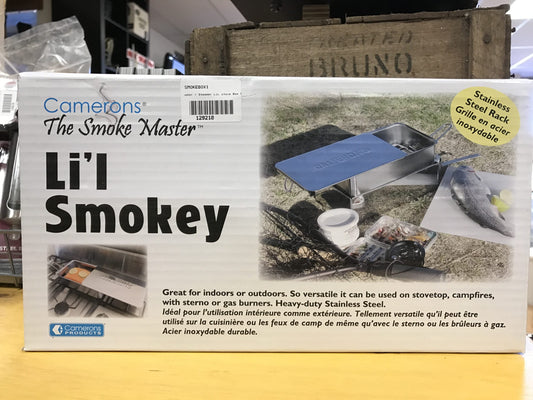 BRUNO
SMOKEBOX1
129210
Camerons®
The Smoke Master™
Li'l
Smokey
Stainless
Steel Rack
Grille en acier
inoxydable
Great for indoors or outdoors. So versatile it can be used on stovetop, campfires,
with sterno or gas burners. Heavy-duty Stainless Steel.
Idéal pour l'utilisation intérieure comme extérieure. Tellement versatile qu'il peut être
utilisé sur la cuisinière ou les feux de camp de même qu'avec le sterno ou les brûleurs à gaz.
Acier inoxydable durable.
Camerons
PRODUCTS